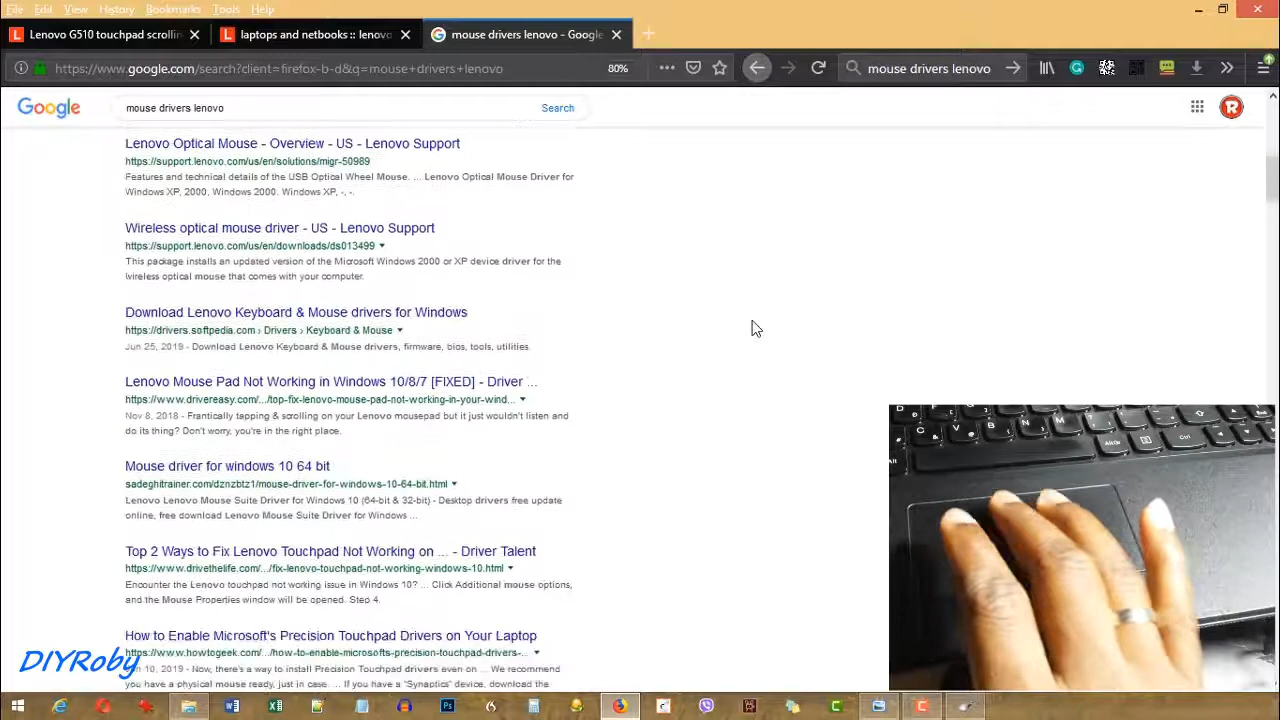 File Edit View History Bookmarks Tools Help
Lenovo G510 touchpad scrollin
laptops and netbooks :: lenovo
mouse drivers lenovo - Google
https://www.google.com/search?client=firefox-b-d&q=mouse+drivers+lenovo
80%
mouse drivers lenovo
Google
mouse drivers lenovo
Search
R
Lenovo Optical Mouse - Overview - US - Lenovo Support
https://support.lenovo.com/us/en/solutions/migr-50989
Features and technical details of the USB Optical Wheel Mouse. ... Lenovo Optical Mouse Driver for
Windows XP, 2000, Windows 2000. Windows XP, -, -.
Wireless optical mouse driver - US - Lenovo Support
https://support.lenovo.com/us/en/downloads/ds013499
This package installs an updated version of the Microsoft Windows 2000 or XP device driver for the
wireless optical mouse that comes with your computer.
Download Lenovo Keyboard & Mouse drivers for Windows
https://drivers.softpedia.com › Drivers › Keyboard & Mouse
Jun 25, 2019 - Download Lenovo Keyboard & Mouse drivers, firmware, bios, tools, utilities.
Lenovo Mouse Pad Not Working in Windows 10/8/7 [FIXED] - Driver ...
https://www.drivereasy.com/.../top-fix-lenovo-mouse-pad-not-working-in-your-wind...
Nov 8, 2018 - Frantically tapping & scrolling on your Lenovo mousepad but it just wouldn't listen and
do its thing? Don't worry, you're in the right place.
Mouse driver for windows 10 64 bit
sadeghitrainer.com/dznzbtz1/mouse-driver-for-windows-10-64-bit.html
Lenovo Lenovo Mouse Suite Driver for Windows 10 (64-bit & 32-bit) - Desktop drivers free update
online, free download Lenovo Mouse Suite Driver for Windows ...
Top 2 Ways to Fix Lenovo Touchpad Not Working on ... - Driver Talent
https://www.drivethelife.com/.../fix-lenovo-touchpad-not-working-windows-10.html
Encounter the Lenovo touchpad not working issue in Windows 10? ... Click Additional mouse options,
and the Mouse Properties window will be opened. Step 4.
How to Enable Microsoft's Precision Touchpad Drivers on Your Laptop
https://www.howtogeek.com/.../how-to-enable-microsofts-precision-touchpad-drivers-...
10, 2019 - Now, there's a way to install Precision Touchpad drivers even on ... We recommend
you have a physical mouse ready, just in case. ... If you have a "Synaptics" device, download the
DIYRoby
C V B N M
AltGr Ctrl